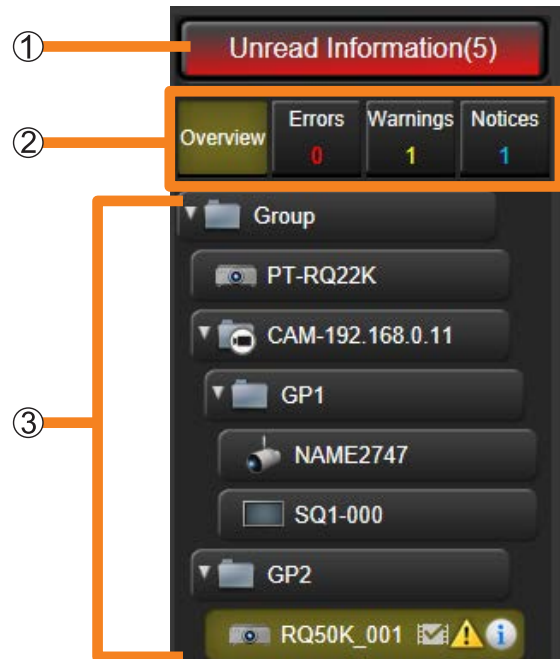 ① Unread Information(5)
② Overview Errors Warnings Notices
0 1 1
③
Group
PT-RQ22K
CAM-192.168.0.11
GP1
NAME2747
SQ1-000
GP2
RQ50K_001